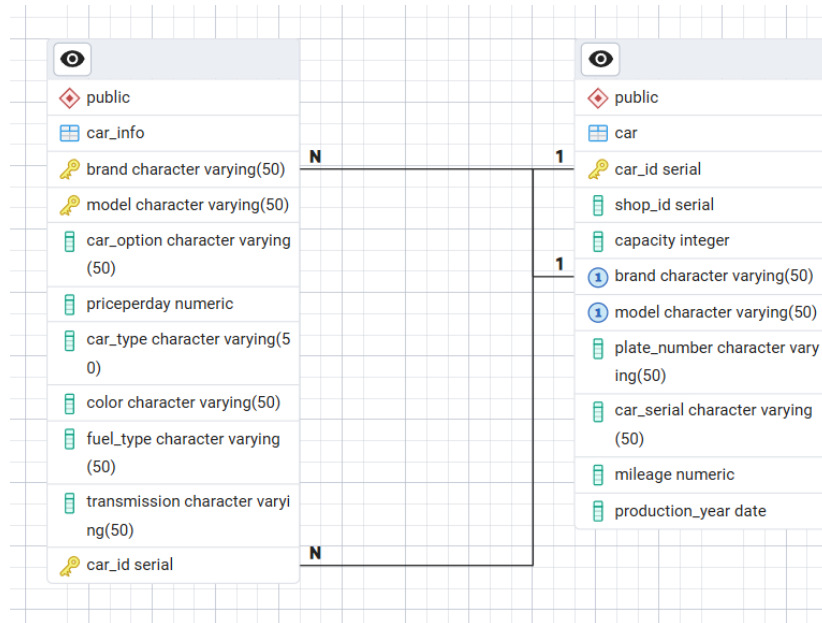 public
car_info
brand character varying(50)
model character varying(50)
car_option character varying
(50)
priceperday numeric
car_type character varying(5
0)
color character varying(50)
fuel_type character varying
(50)
transmission character varyi
ng(50)
car_id serial
N
N
1
1
public
car
car_id serial
shop_id serial
capacity integer
1 brand character varying(50)
1 model character varying(50)
plate_number character vary
ing(50)
car_serial character varying
(50)
mileage numeric
production_year date